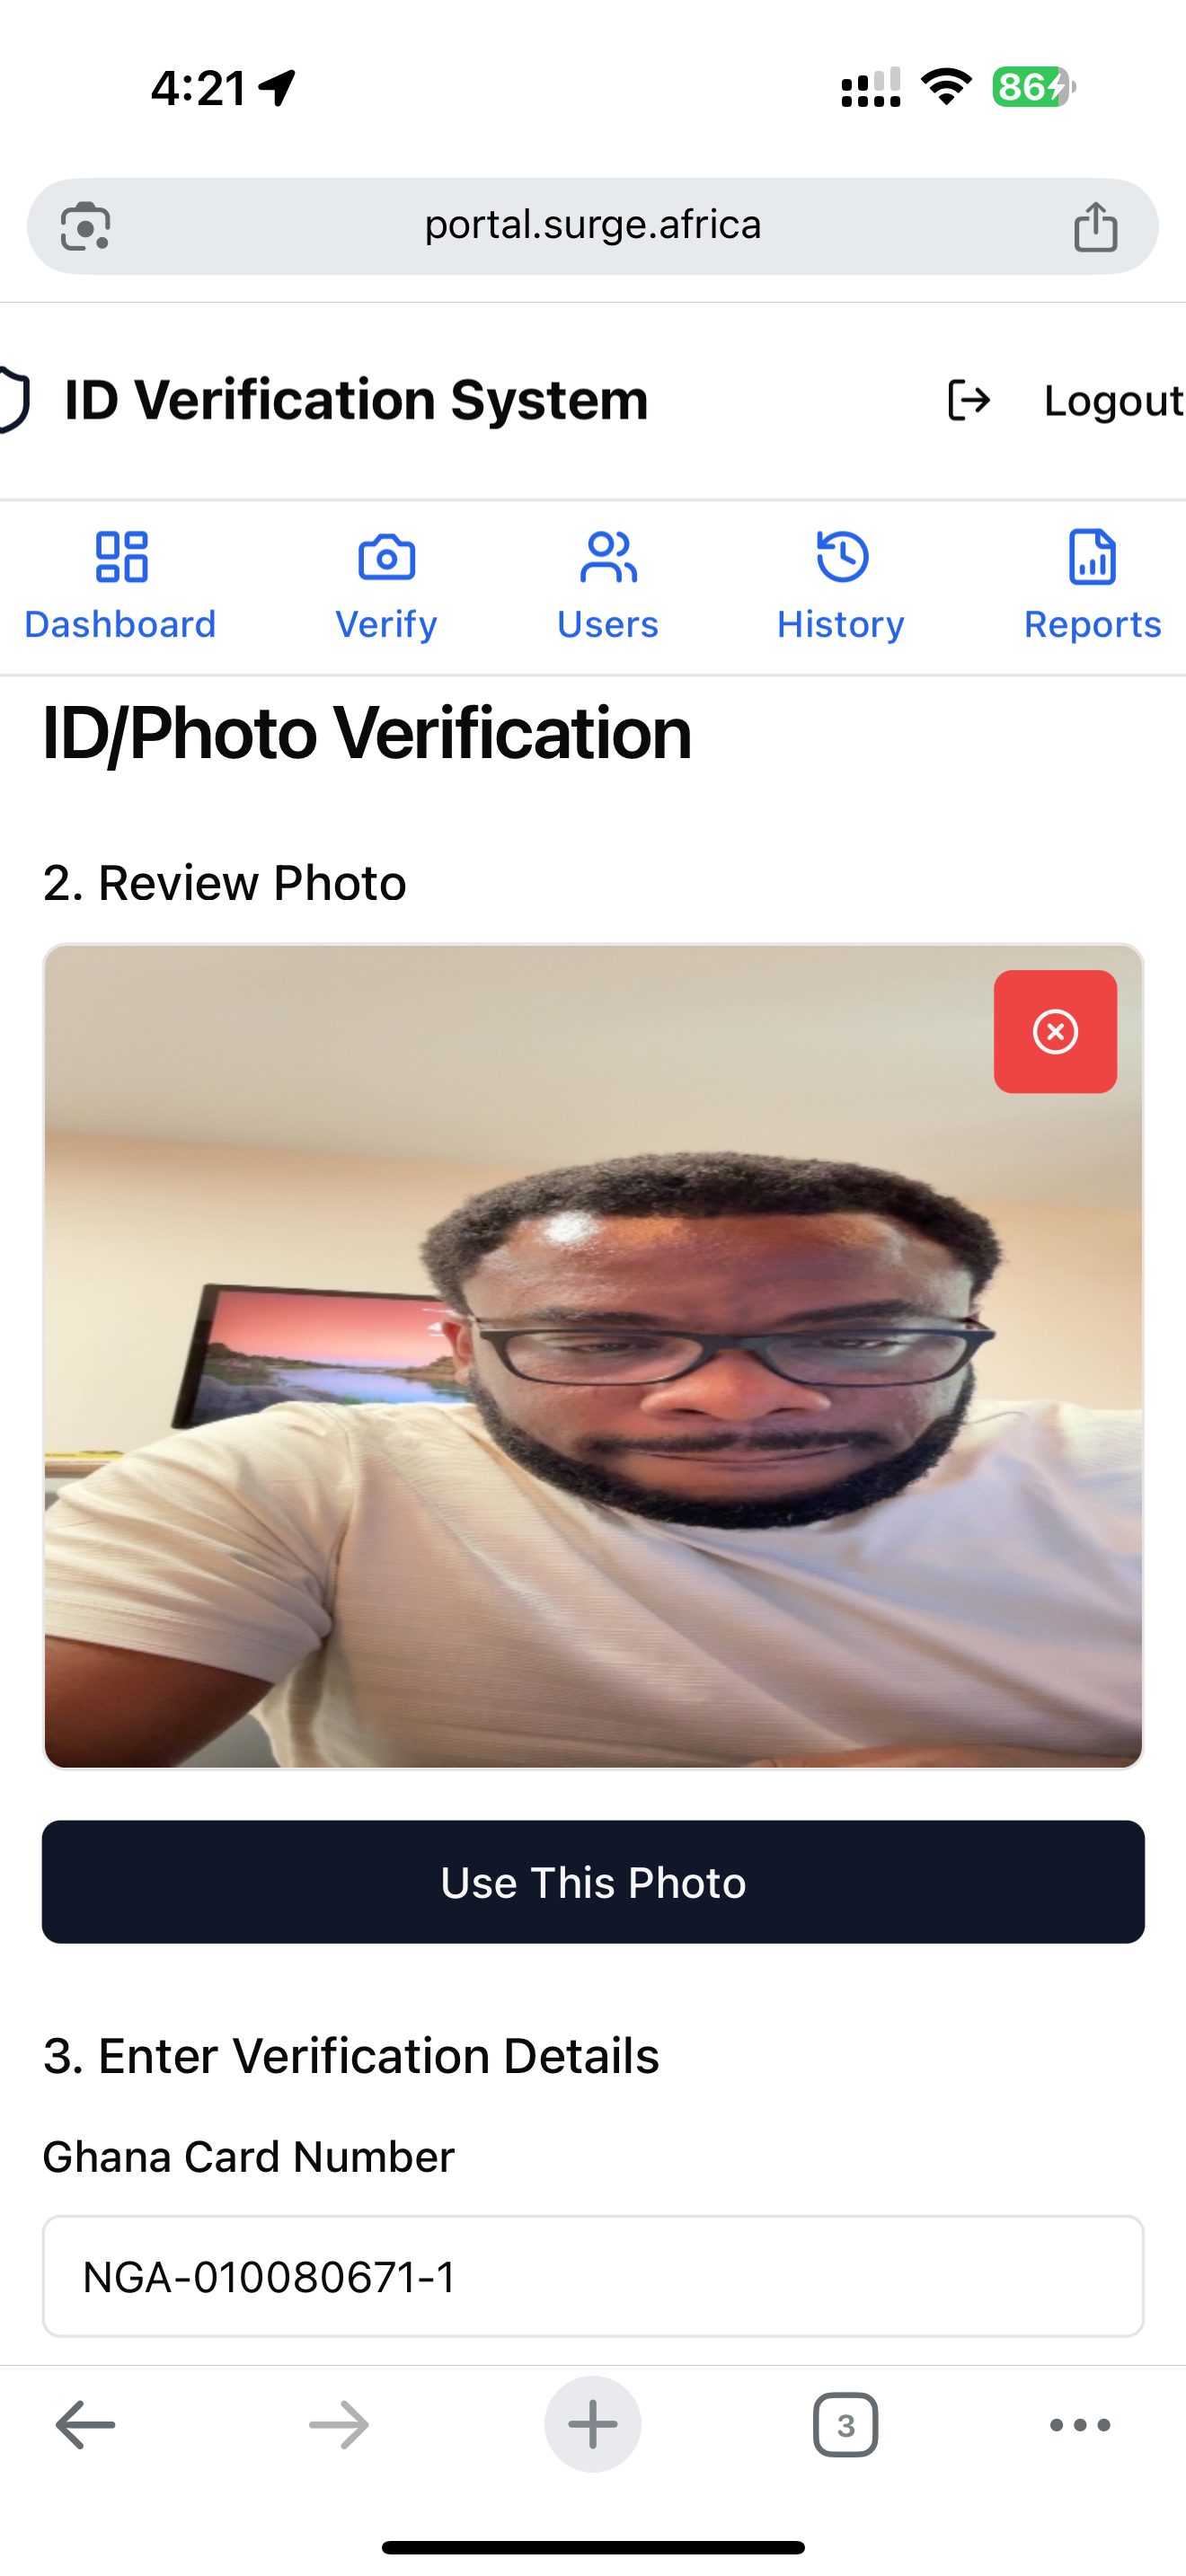 4:21
86
portal.surge.africa
ID Verification System
Logout
Dashboard
Verify
Users
History
Reports
ID/Photo Verification
2. Review Photo
Use This Photo
3. Enter Verification Details
Ghana Card Number
NGA-010080671-1
3